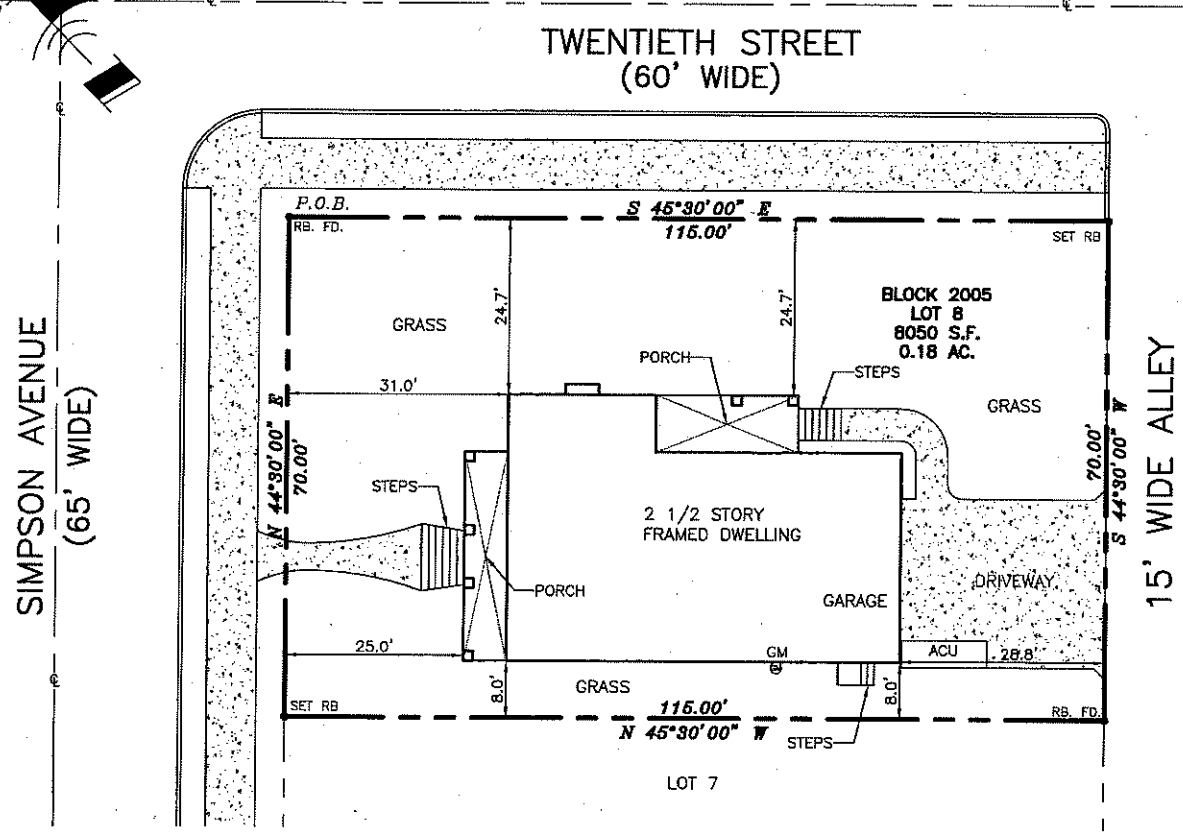 TWENTIETH STREET
(60' WIDE)
P.O.B.
RB. FD.
S 45°30'00" E
115.00'
SET RB
SIMPSON AVENUE
(65' WIDE)
15' WIDE ALLEY
N 44°30'00" E
70.00'
S 44°30'00" W
70.00'
BLOCK 2005
LOT 8
8050 S.F.
0.18 AC.
GRASS
24.7'
24.7'
PORCH
STEPS
GRASS
31.0'
STEPS
2 1/2 STORY
FRAMED DWELLING
PORCH
GARAGE
DRIVEWAY
25.0'
GM
ACU
28.8'
8.0'
GRASS
8.0'
SET RB
115.00'
N 45°30'00" W
STEPS
RB. FD.
LOT 7
℄
℄
℄
℄